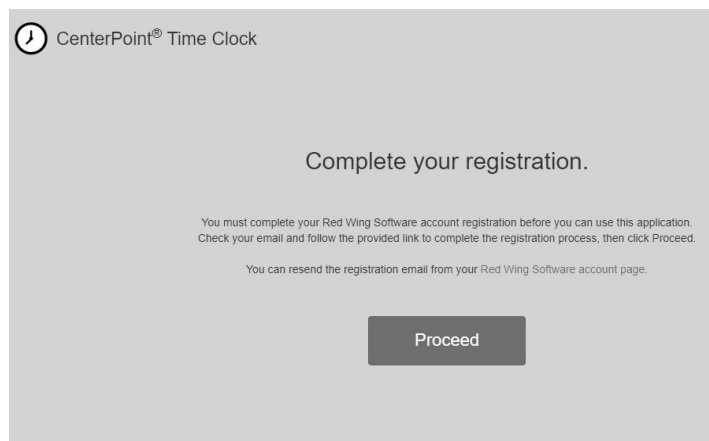 CenterPoint® Time Clock
Complete your registration.
You must complete your Red Wing Software account registration before you can use this application.
Check your email and follow the provided link to complete the registration process, then click Proceed.
You can resend the registration email from your Red Wing Software account page.
Proceed